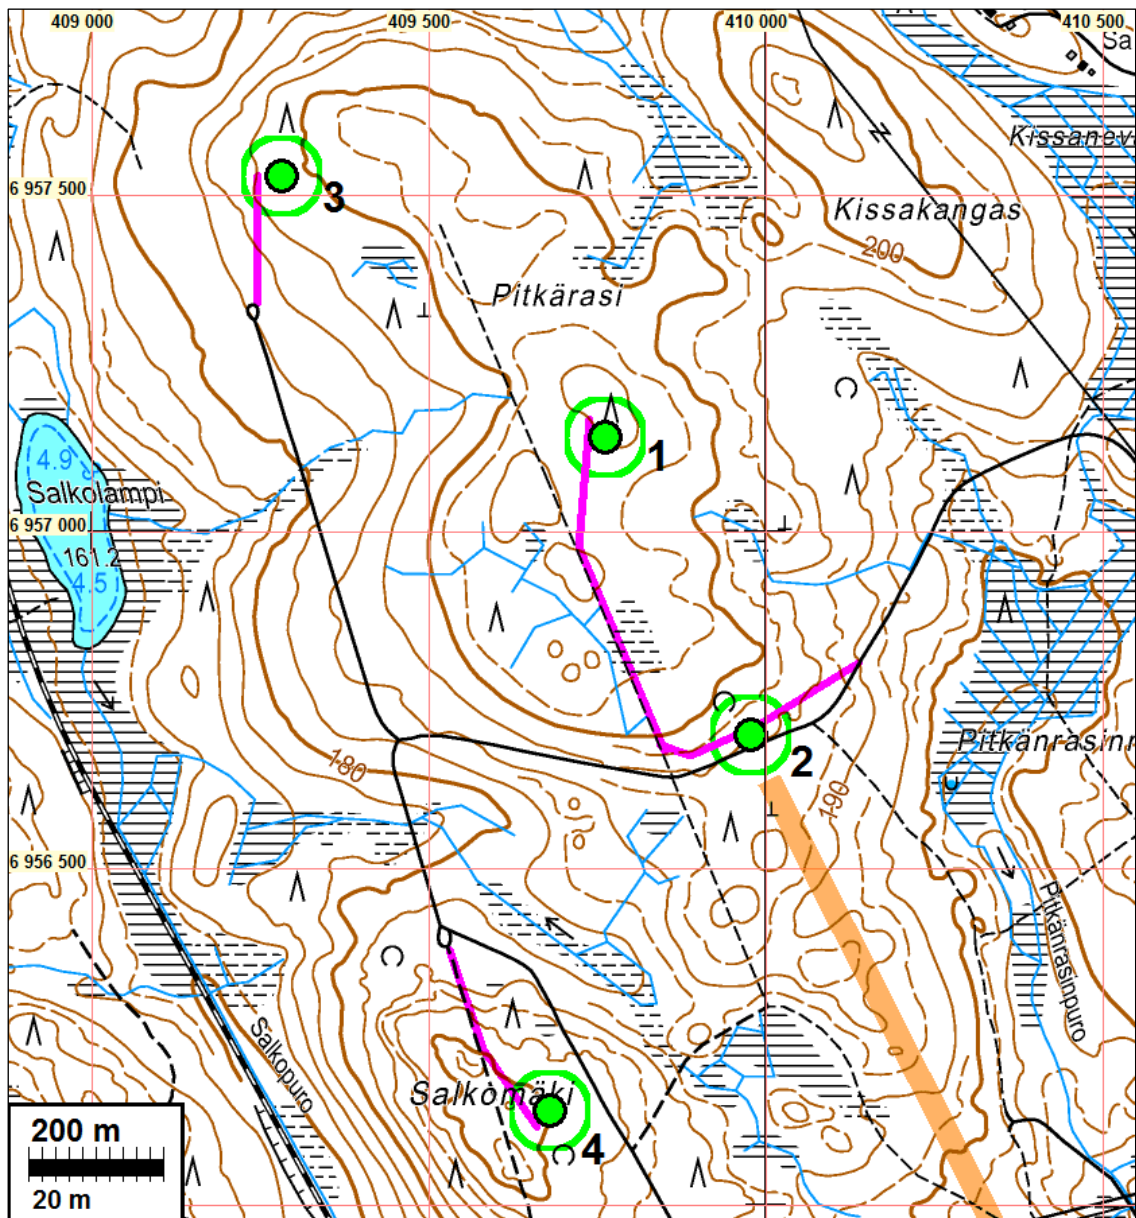 409 000
409 500
410 000
410 500
Sa
Kissaneva
6 957 500
3
Kissakangas
200
Pitkärasi
1
4.9
Salkolampi
6 957 000
161.2
4.5
Pitkänrasinn
2
180
190
6 956 500
Pitkänrasinpuro
Salkopuro
Salkomäki
4
200 m
20 m